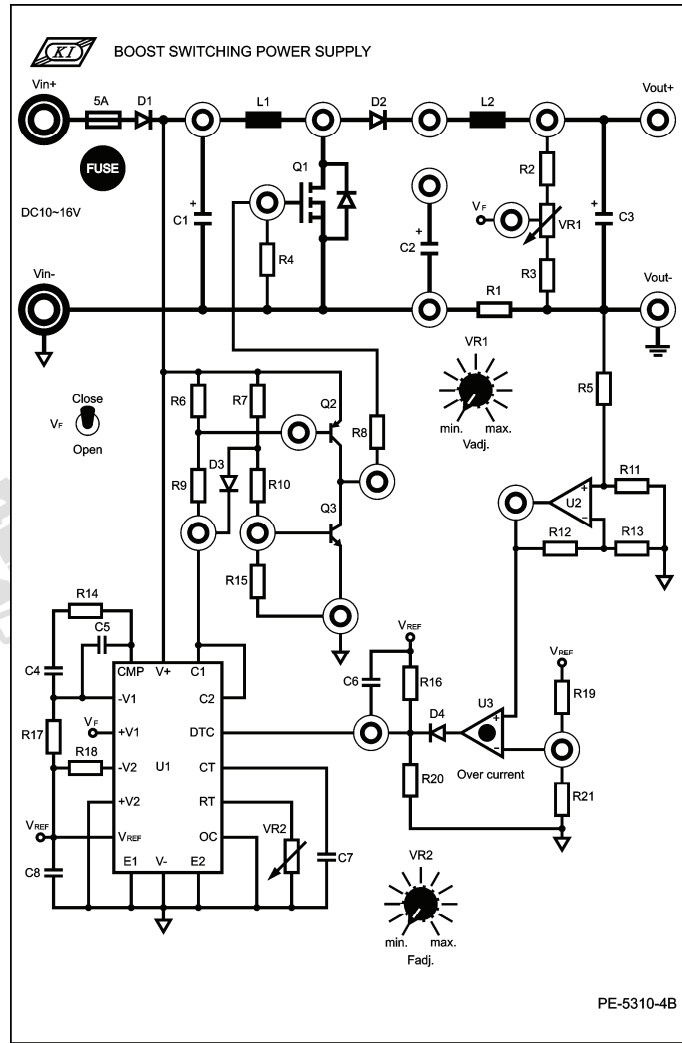 KI BOOST SWITCHING POWER SUPPLY
Vin+ 5A D1 L1 D2 L2 Vout+
FUSE
Q1
R2
DC10~16V
C1 +
R4
C2 +
VF
VR1
C3 +
R3
Vin-
R1
Vout-
VR1
min. max.
Vadj.
R5
Close
VF
Open
R6 R7 Q2
R8
D3
R9 R10
Q3
R15
U2 + -
R11
R12 R13
R14
C5
C4
CMP V+ C1
-V1 C2
VF +V1 DTC
R17 R18 -V2 U1 CT
+V2 RT
VREF VREF OC
E1 V- E2
C8
VR2
C7
VREF
C6 R16
D4 U3 + -
R20
Over current
VREF
R19
R21
VR2
min. max.
Fadj.
PE-5310-4B